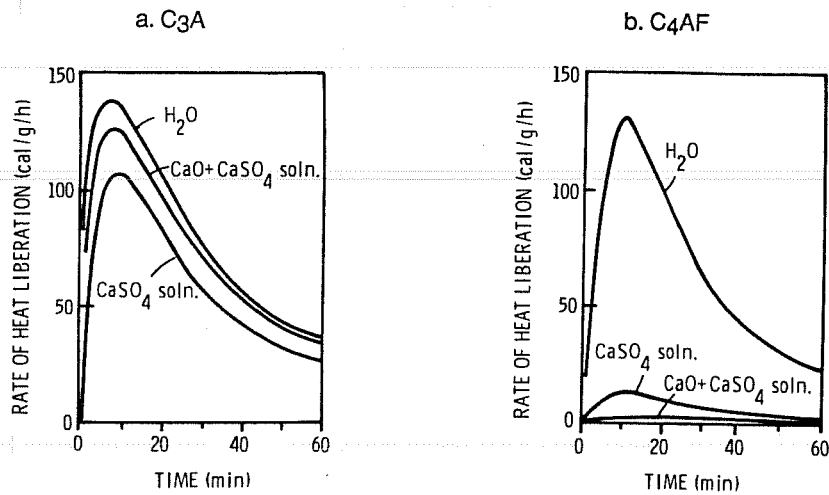 a. C₃A
150
100
50
0
RATE OF HEAT LIBERATION (cal/g/h)
H₂O
CaO+CaSO₄ soln.
CaSO₄ soln.
0 20 40 60
TIME (min)
b. C₄AF
150
100
50
0
RATE OF HEAT LIBERATION (cal/g/h)
H₂O
CaSO₄ soln.
CaO+CaSO₄ soln.
0 20 40 60
TIME (min)